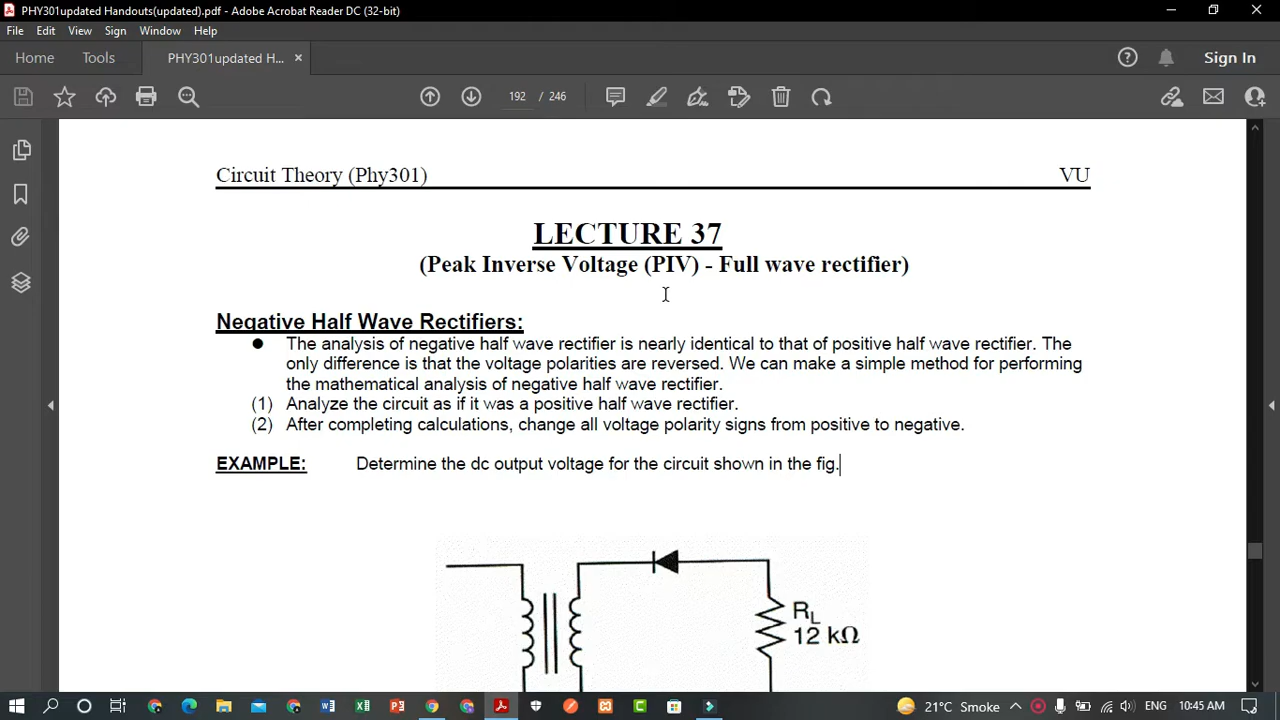 PHY301updated Handouts(updated).pdf - Adobe Acrobat Reader DC (32-bit)
File Edit View Sign Window Help
Home Tools PHY301updated H... ×
Sign In
192 / 246
Circuit Theory (Phy301) VU
LECTURE 37
(Peak Inverse Voltage (PIV) - Full wave rectifier)
Negative Half Wave Rectifiers:
● The analysis of negative half wave rectifier is nearly identical to that of positive half wave rectifier. The
only difference is that the voltage polarities are reversed. We can make a simple method for performing
the mathematical analysis of negative half wave rectifier.
(1) Analyze the circuit as if it was a positive half wave rectifier.
(2) After completing calculations, change all voltage polarity signs from positive to negative.
EXAMPLE: Determine the dc output voltage for the circuit shown in the fig.
RL
12 kΩ
21°C Smoke ENG 10:45 AM